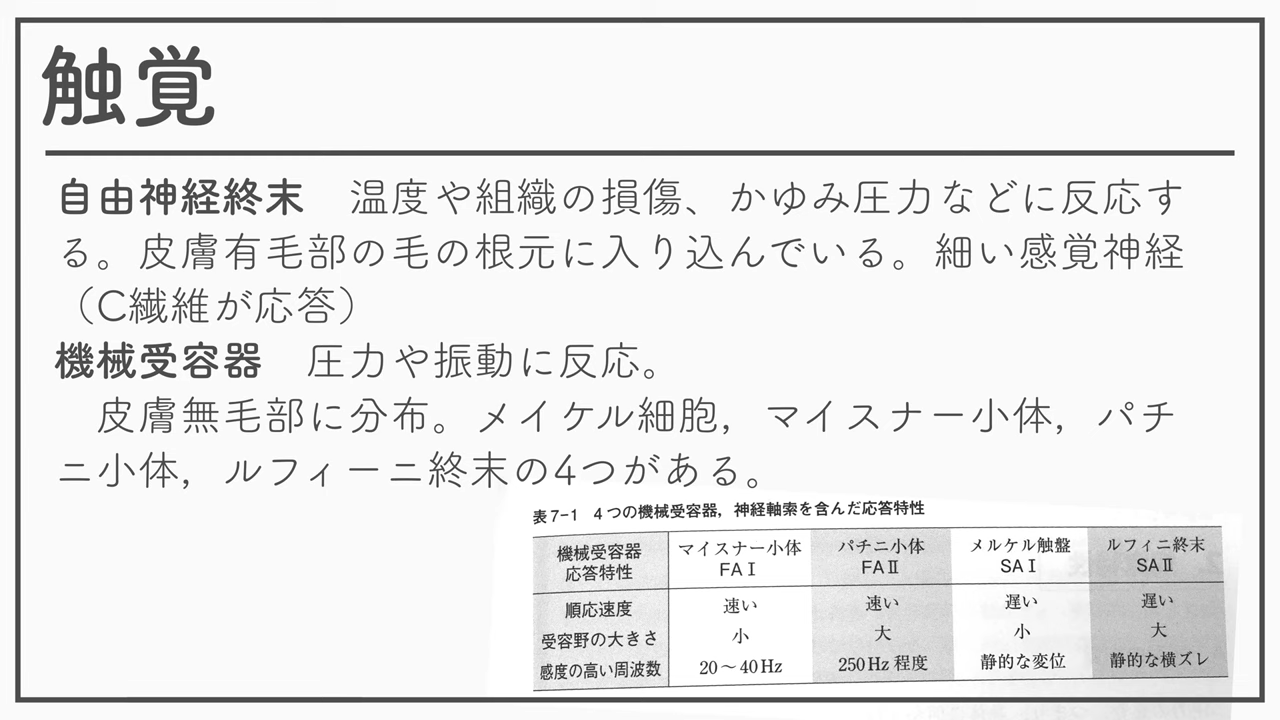 触覚
自由神経終末　温度や組織の損傷、かゆみ圧力などに反応す
る。皮膚有毛部の毛の根元に入り込んでいる。細い感覚神経
（C繊維が応答）
機械受容器　圧力や振動に反応。
　皮膚無毛部に分布。メイケル細胞，マイスナー小体，パチ
ニ小体，ルフィーニ終末の4つがある。
表7-1　4つの機械受容器，神経軸索を含んだ応答特性
機械受容器
応答特性　マイスナー小体　パチニ小体　メルケル触盤　ルフィニ終末
FAⅠ　FAⅡ　SAⅠ　SAⅡ
順応速度　速い　速い　遅い　遅い
受容野の大きさ　小　大　小　大
感度の高い周波数　20〜40Hz　250Hz程度　静的な変位　静的な横ズレ